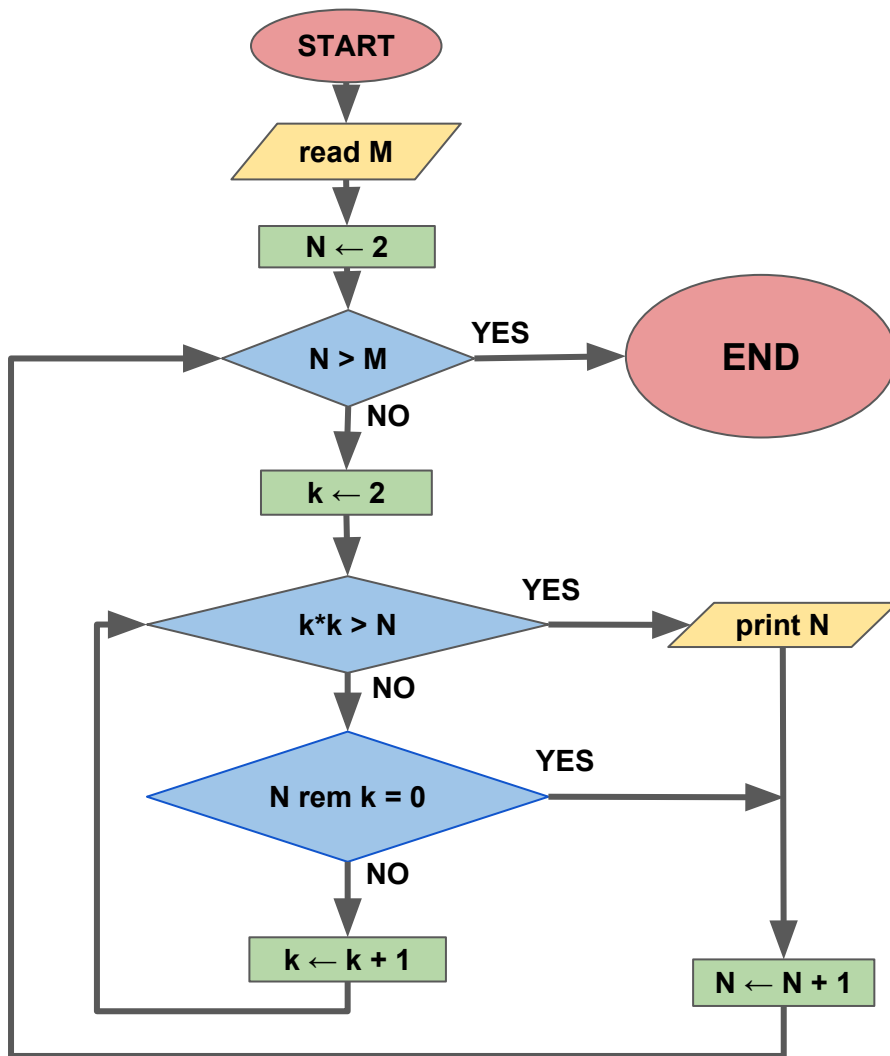 START
read M
N ← 2
N > M
YES
END
NO
k ← 2
k*k > N
YES
print N
NO
N rem k = 0
YES
NO
k ← k + 1
N ← N + 1